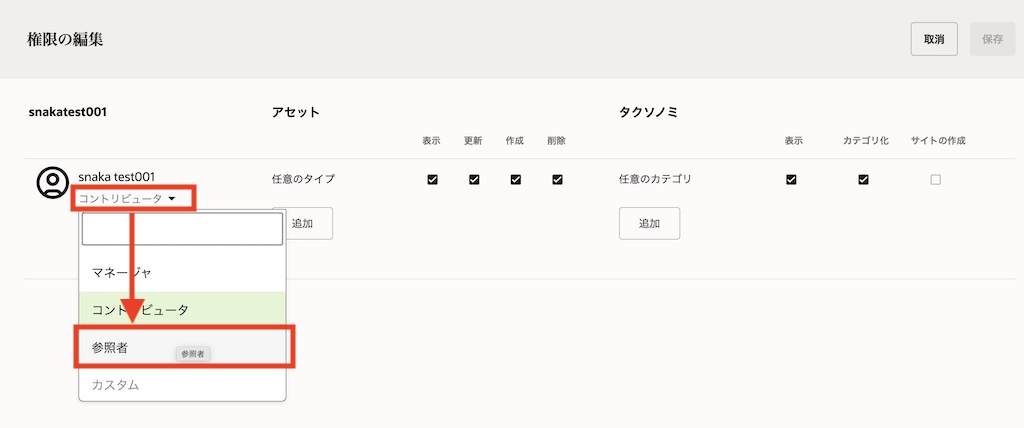 権限の編集
取消
保存
snakatest001
アセット
タクソノミ
表示
更新
作成
削除
表示
カテゴリ化
サイトの作成
snaka test001
コントリビュータ
任意のタイプ
任意のカテゴリ
追加
追加
マネージャ
コントリビュータ
参照者
参照者
カスタム